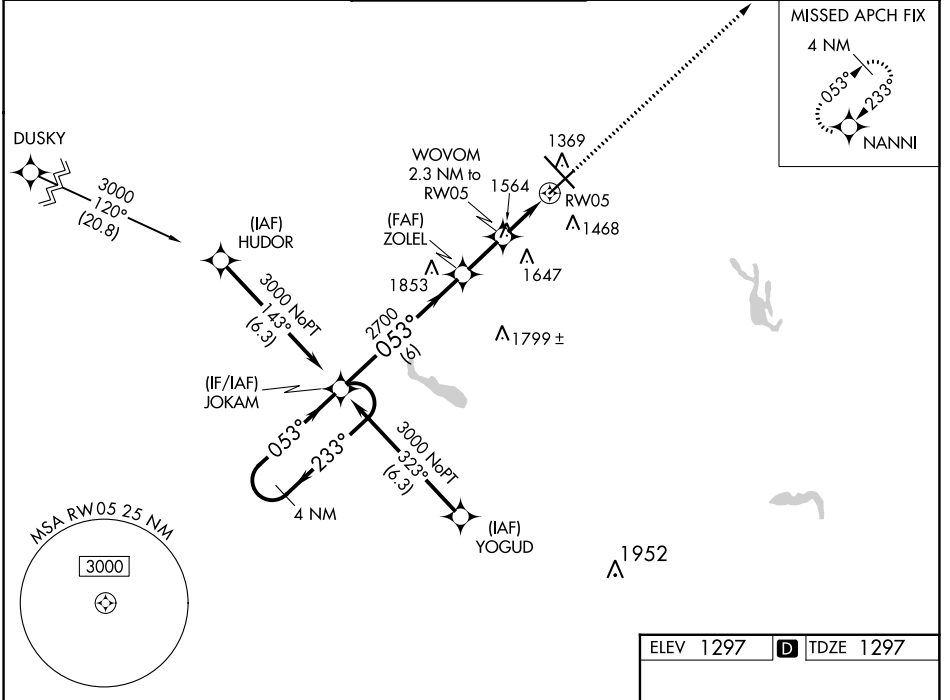 MISSED APCH FIX
4 NM
053°
233°
NANNI
DUSKY
3000
120°
(20.8)
(IAF)
HUDOR
3000 NoPT
143°
(6.3)
WOVOM
2.3 NM to
RW05
1564
1369
RW05
1468
(FAF)
ZOLEL
1853
1647
2700
053°
(6)
1799 ±
(IF/IAF)
JOKAM
053°
233°
4 NM
3000 NoPT
323°
(6.3)
(IAF)
YOGUD
MSA RW05 25 NM
3000
1952
ELEV 1297 D TDZE 1297